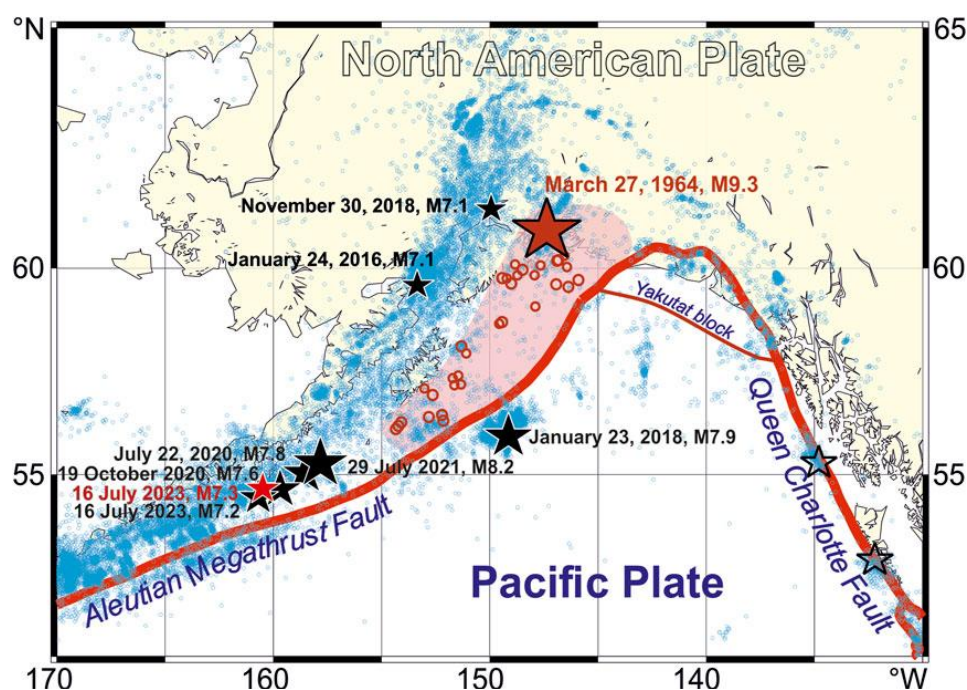 °N
65
North American Plate
March 27, 1964, M9.3
November 30, 2018, M7.1
January 24, 2016, M7.1
60
60
Yakutat block
Queen Charlotte Fault
January 23, 2018, M7.9
July 22, 2020, M7.8
29 July 2021, M8.2
19 October 2020, M7.6
55
55
16 July 2023, M7.3
16 July 2023, M7.2
Aleutian Megathrust Fault
Pacific Plate
170
160
150
140
°W